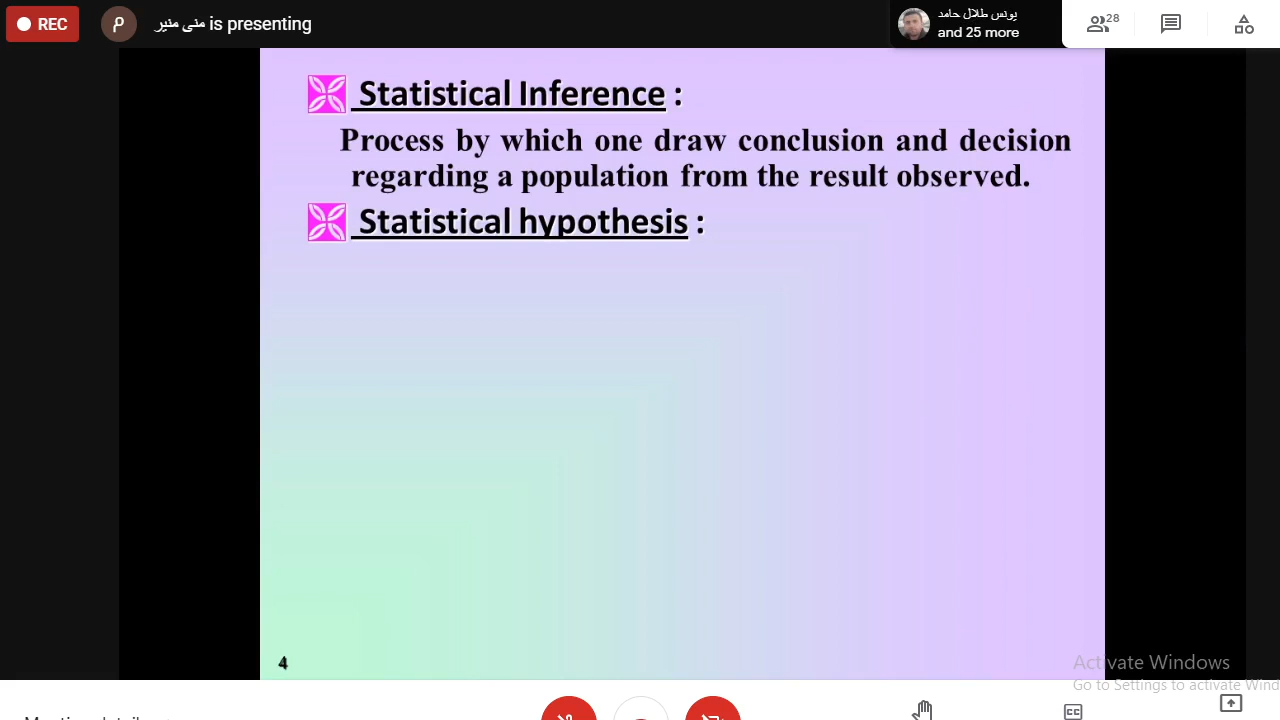 REC
م
منى منير is presenting
يونس طلال حامد
and 25 more
28
Statistical Inference :
Process by which one draw conclusion and decision
regarding a population from the result observed.
Statistical hypothesis :
4
Activate Windows
Go to Settings to activate Wind
CC